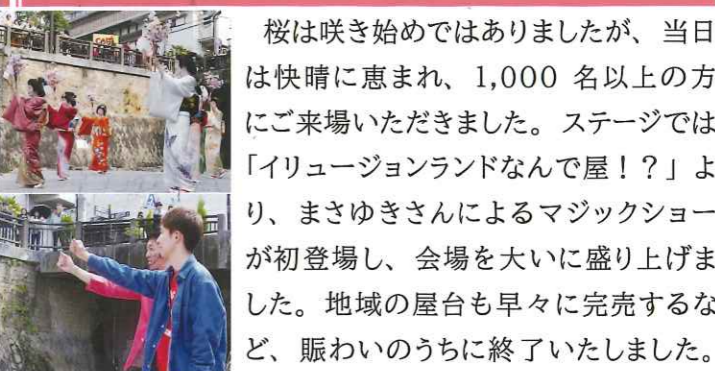 桜は咲き始めではありましたが、当日
は快晴に恵まれ、1,000 名以上の方
にご来場いただきました。ステージでは
「イリュージョンランドなんで屋！？」よ
り、まさゆきさんによるマジックショー
が初登場し、会場を大いに盛り上げま
した。地域の屋台も早々に完売するな
ど、賑わいのうちに終了いたしました。